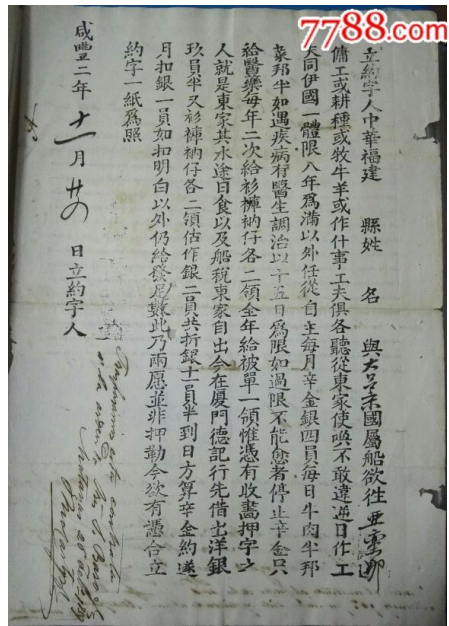 7788.com
立約字人中華福建　縣姓　名　與大呂宋國屬船欲往亞灣哪
傭工或耕種或牧牛羊或作什事工夫俱各聽從東家使喚不敢違逆日作工
夫同伊國一體限八年為滿以外任從自主每月辛金銀四員每日牛肉半邦
菜邦半如遇疾病有醫生調治以十五日為限如過限不能愈者停止辛金只
給醫藥每年二次給衫褲衲仔各二領全年給被單一領惟憑有收畫押字之
人就是東家其水途日食以及船稅東家自出今在廈門德記行先借出洋銀
玖員半又衫褲衲仔各二領估作銀二員共折銀十一員半到日方算辛金約逐
月扣銀一員如扣明白以外仍給發足數此乃兩愿並非押勒今欲有憑合立
約字一紙為照
咸豐二年 十一 月 廿四 日立約字人
este contrata